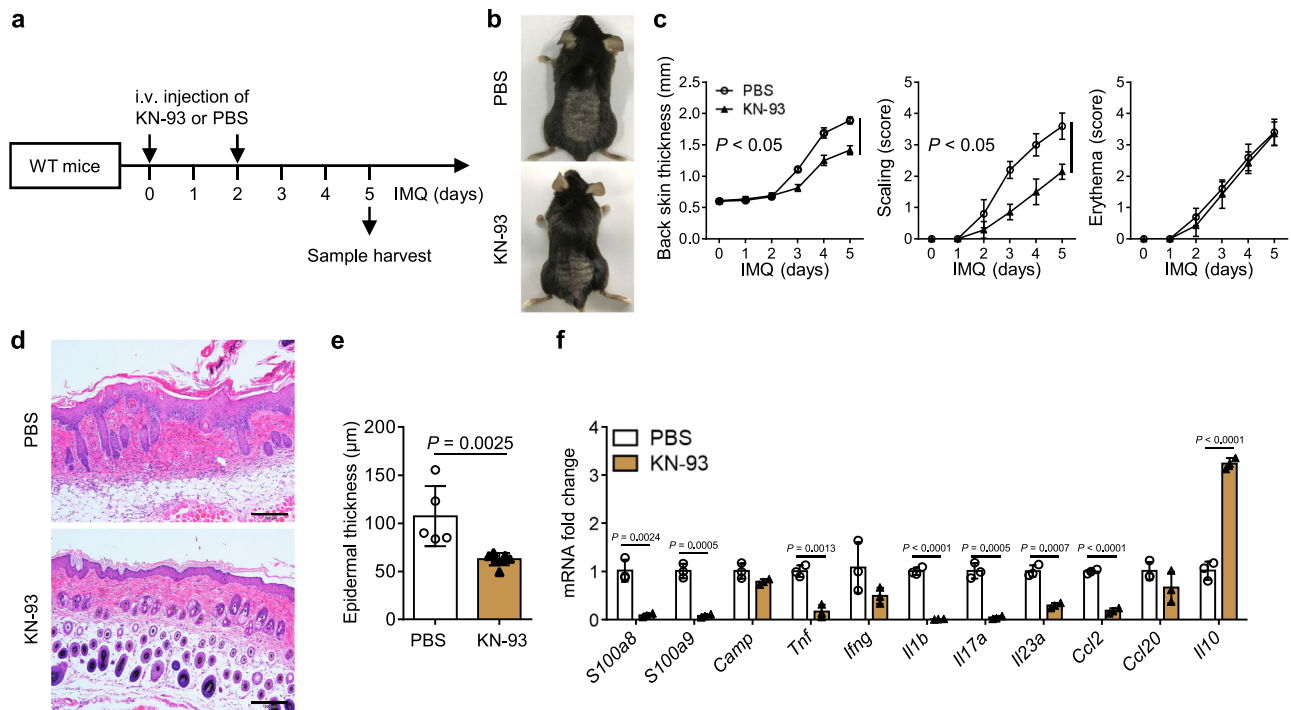 a
i.v. injection of
KN-93 or PBS
WT mice
0 1 2 3 4 5 IMQ (days)
Sample harvest
b
PBS
KN-93
c
Back skin thickness (mm)
2.5
2.0
1.5
1.0
0.5
0.0
PBS
KN-93
P < 0.05
0 1 2 3 4 5
IMQ (days)
Scaling (score)
5
4
3
2
1
0
PBS
KN-93
P < 0.05
0 1 2 3 4 5
IMQ (days)
Erythema (score)
5
4
3
2
1
0
0 1 2 3 4 5
IMQ (days)
d
PBS
KN-93
e
Epidermal thickness (µm)
200
150
100
50
0
P = 0.0025
PBS KN-93
f
mRNA fold change
4
3
2
1
0
PBS
KN-93
P = 0.0024
P = 0.0005
P = 0.0013
P < 0.0001
P = 0.0005
P = 0.0007
P < 0.0001
P < 0.0001
S100a8
S100a9
Camp
Tnf
Ifng
Il1b
Il17a
Il23a
Ccl2
Ccl20
Il10